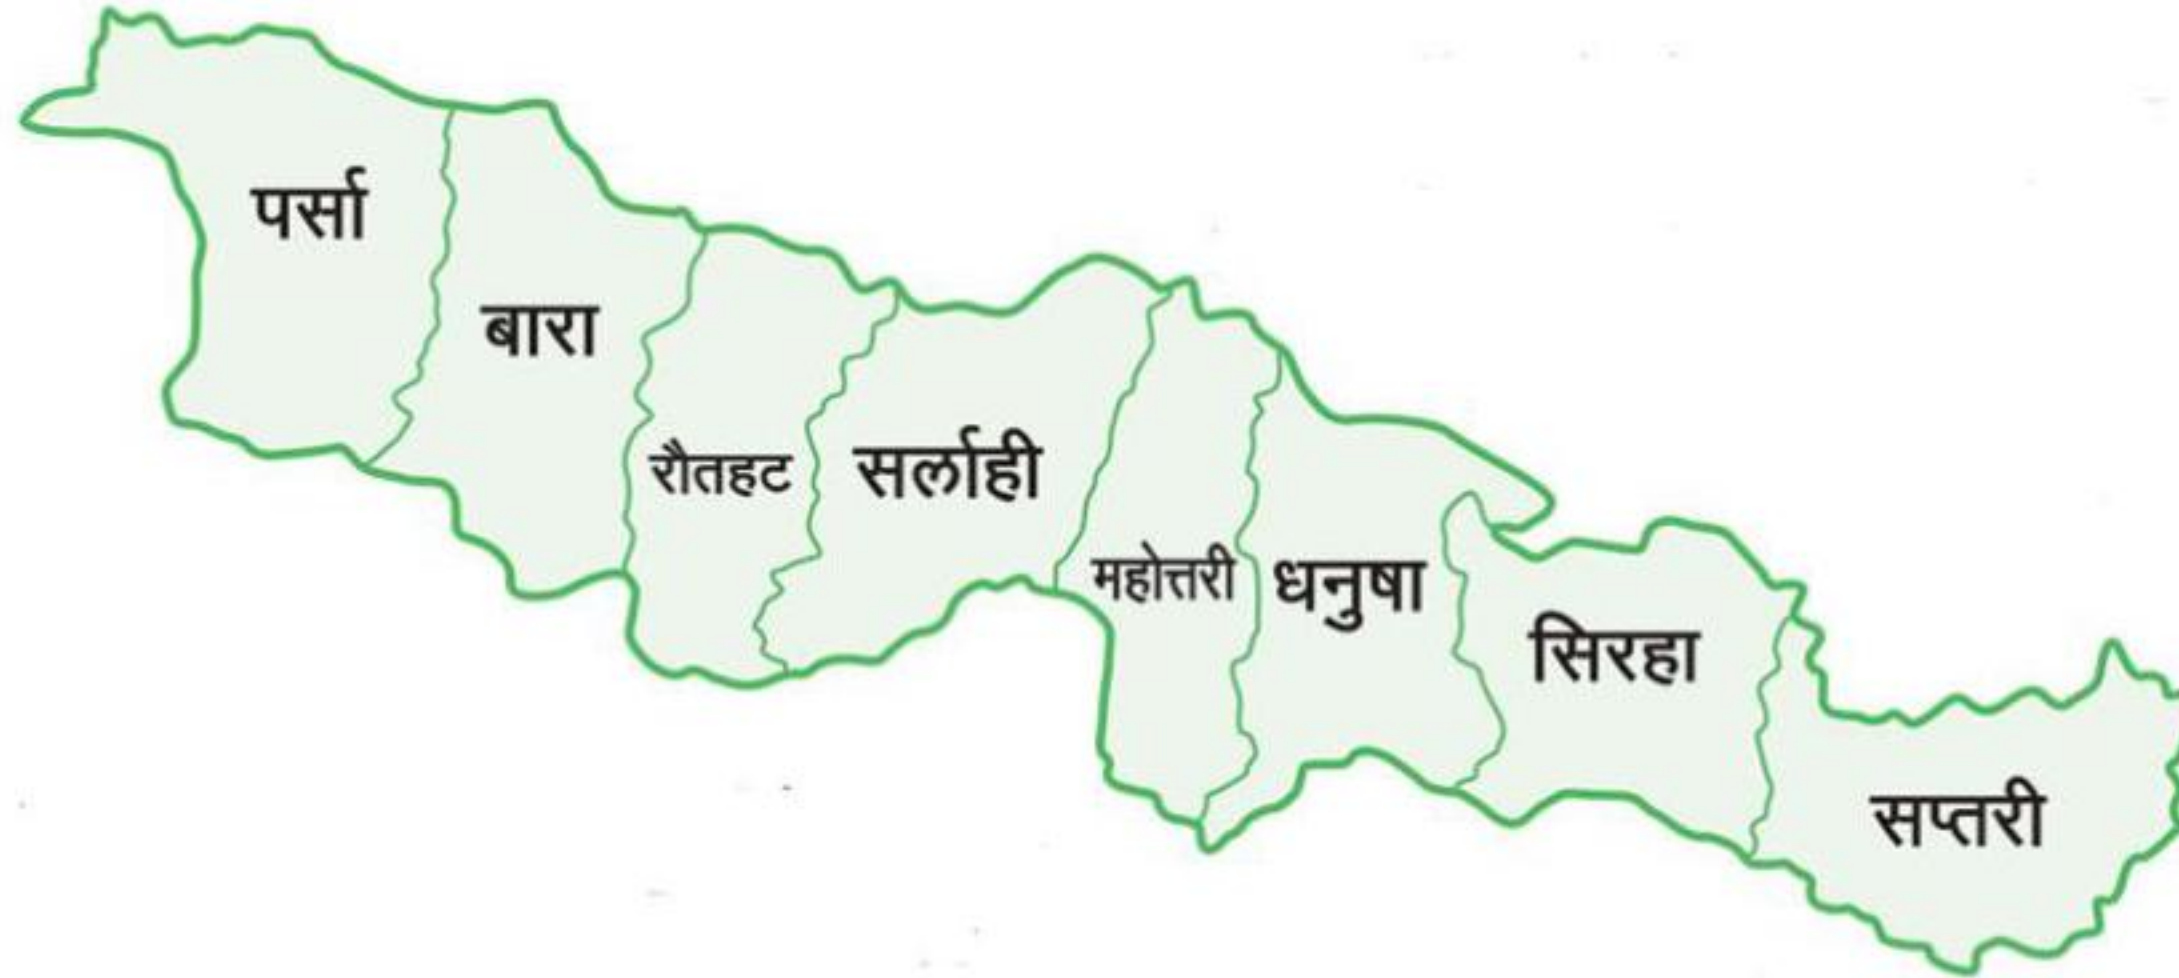 पर्सा
बारा
रौतहट
सर्लाही
महोत्तरी
धनुषा
सिरहा
सप्तरी